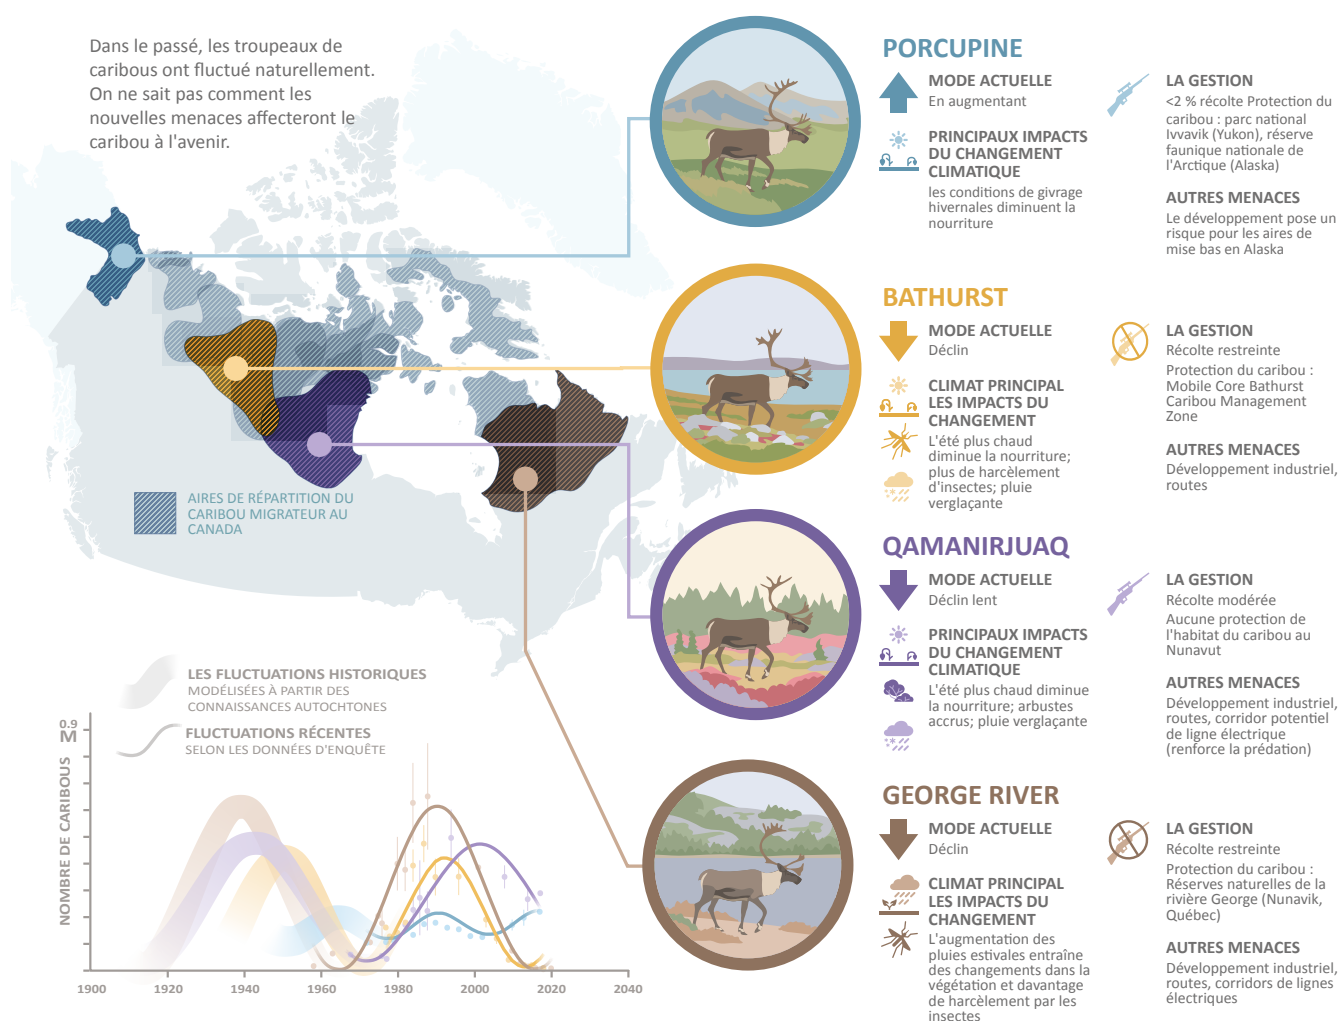 Dans le passé, les troupeaux de
caribous ont fluctué naturellement.
On ne sait pas comment les
nouvelles menaces affecteront le
caribou à l'avenir.
AIRES DE RÉPARTITION DU
CARIBOU MIGRATEUR AU
CANADA
PORCUPINE
MODE ACTUELLE
En augmentant
PRINCIPAUX IMPACTS
DU CHANGEMENT
CLIMATIQUE
les conditions de givrage
hivernales diminuent la
nourriture
LA GESTION
<2 % récolte Protection du
caribou : parc national
Ivvavik (Yukon), réserve
faunique nationale de
l'Arctique (Alaska)
AUTRES MENACES
Le développement pose un
risque pour les aires de
mise bas en Alaska
BATHURST
MODE ACTUELLE
Déclin
CLIMAT PRINCIPAL
LES IMPACTS DU
CHANGEMENT
L'été plus chaud
diminue la nourriture;
plus de harcèlement
d'insectes; pluie
verglaçante
LA GESTION
Récolte restreinte
Protection du caribou :
Mobile Core Bathurst
Caribou Management
Zone
AUTRES MENACES
Développement industriel,
routes
QAMANIRJUAQ
MODE ACTUELLE
Déclin lent
PRINCIPAUX IMPACTS
DU CHANGEMENT
CLIMATIQUE
L'été plus chaud diminue
la nourriture; arbustes
accrus; pluie verglaçante
LA GESTION
Récolte modérée
Aucune protection de
l'habitat du caribou au
Nunavut
AUTRES MENACES
Développement industriel,
routes, corridor potentiel
de ligne électrique
(renforce la prédation)
GEORGE RIVER
MODE ACTUELLE
Déclin
CLIMAT PRINCIPAL
LES IMPACTS DU
CHANGEMENT
L'augmentation des
pluies estivales entraîne
des changements dans la
végétation et davantage
de harcèlement par les
insectes
LA GESTION
Récolte restreinte
Protection du caribou :
Réserves naturelles de la
rivière George (Nunavik,
Québec)
AUTRES MENACES
Développement industriel,
routes, corridors de lignes
électriques
LES FLUCTUATIONS HISTORIQUES
MODÉLISÉES À PARTIR DES
CONNAISSANCES AUTOCHTONES
FLUCTUATIONS RÉCENTES
SELON LES DONNÉES D'ENQUÊTE
0.9
M
NOMBRE DE CARIBOUS
1900 1920 1940 1960 1980 2000 2020 2040